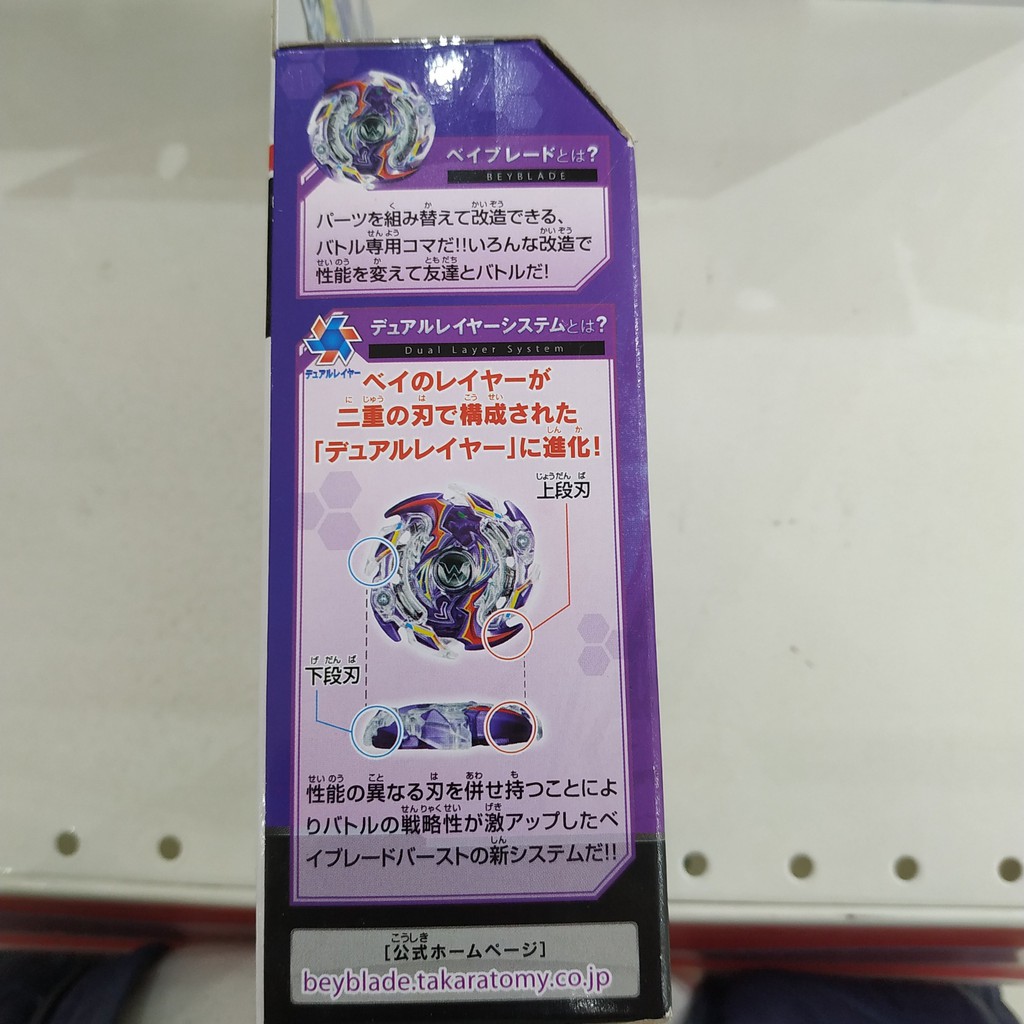 ベイブレードとは?
BEYBLADE
パーツを組み替えて改造できる、
バトル専用コマだ!!いろんな改造で
性能を変えて友達とバトルだ!
デュアルレイヤーシステムとは?
Dual Layer System
デュアルレイヤー
ベイのレイヤーが
二重の刃で構成された
「デュアルレイヤー」に進化!
上段刃
下段刃
性能の異なる刃を併せ持つことによ
りバトルの戦略性が激アップしたベ
イブレードバーストの新システムだ!!
[公式ホームページ]
beyblade.takaratomy.co.jp